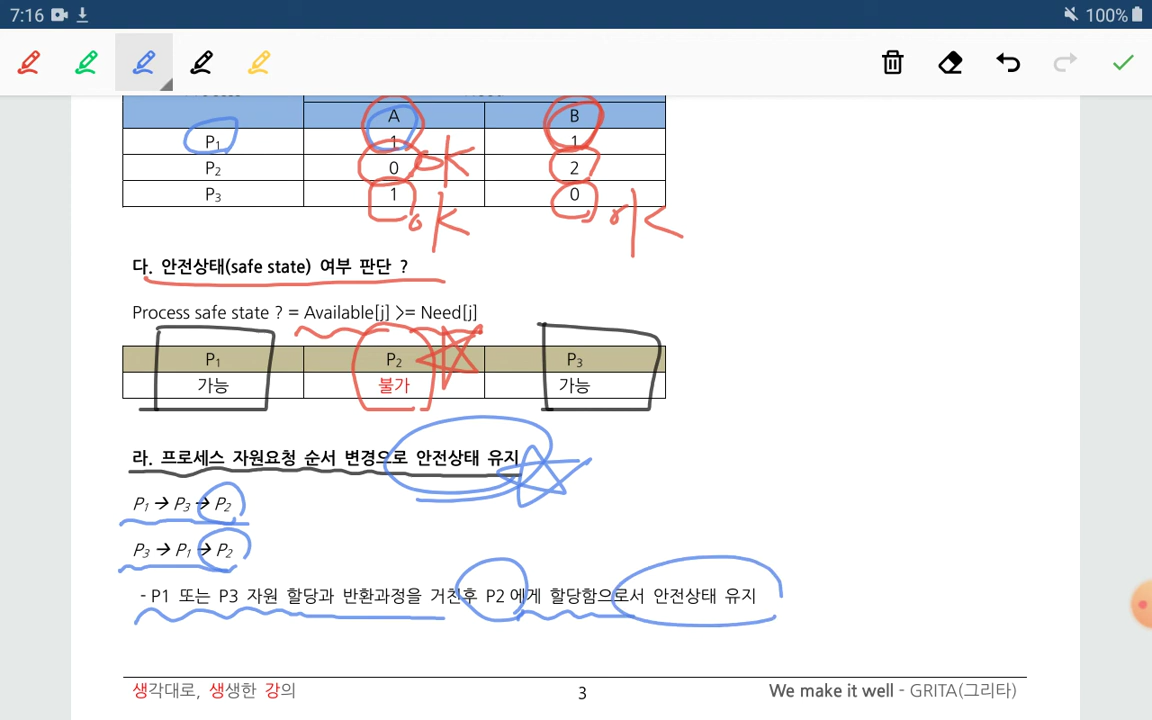 7:16 100%
A B
P₁ 1 1
P₂ 0 ok 2
P₃ 1 ok 0 ok
다. 안전상태(safe state) 여부 판단 ?
Process safe state ? = Available[j] >= Need[j]
P₁ P₂ P₃
가능 불가 가능
라. 프로세스 자원요청 순서 변경으로 안전상태 유지
P₁ → P₃ → P₂
P₃ → P₁ → P₂
- P1 또는 P3 자원 할당과 반환과정을 거친후 P2 에게 할당함으로서 안전상태 유지
생각대로, 생생한 강의 3 We make it well - GRITA(그리타)